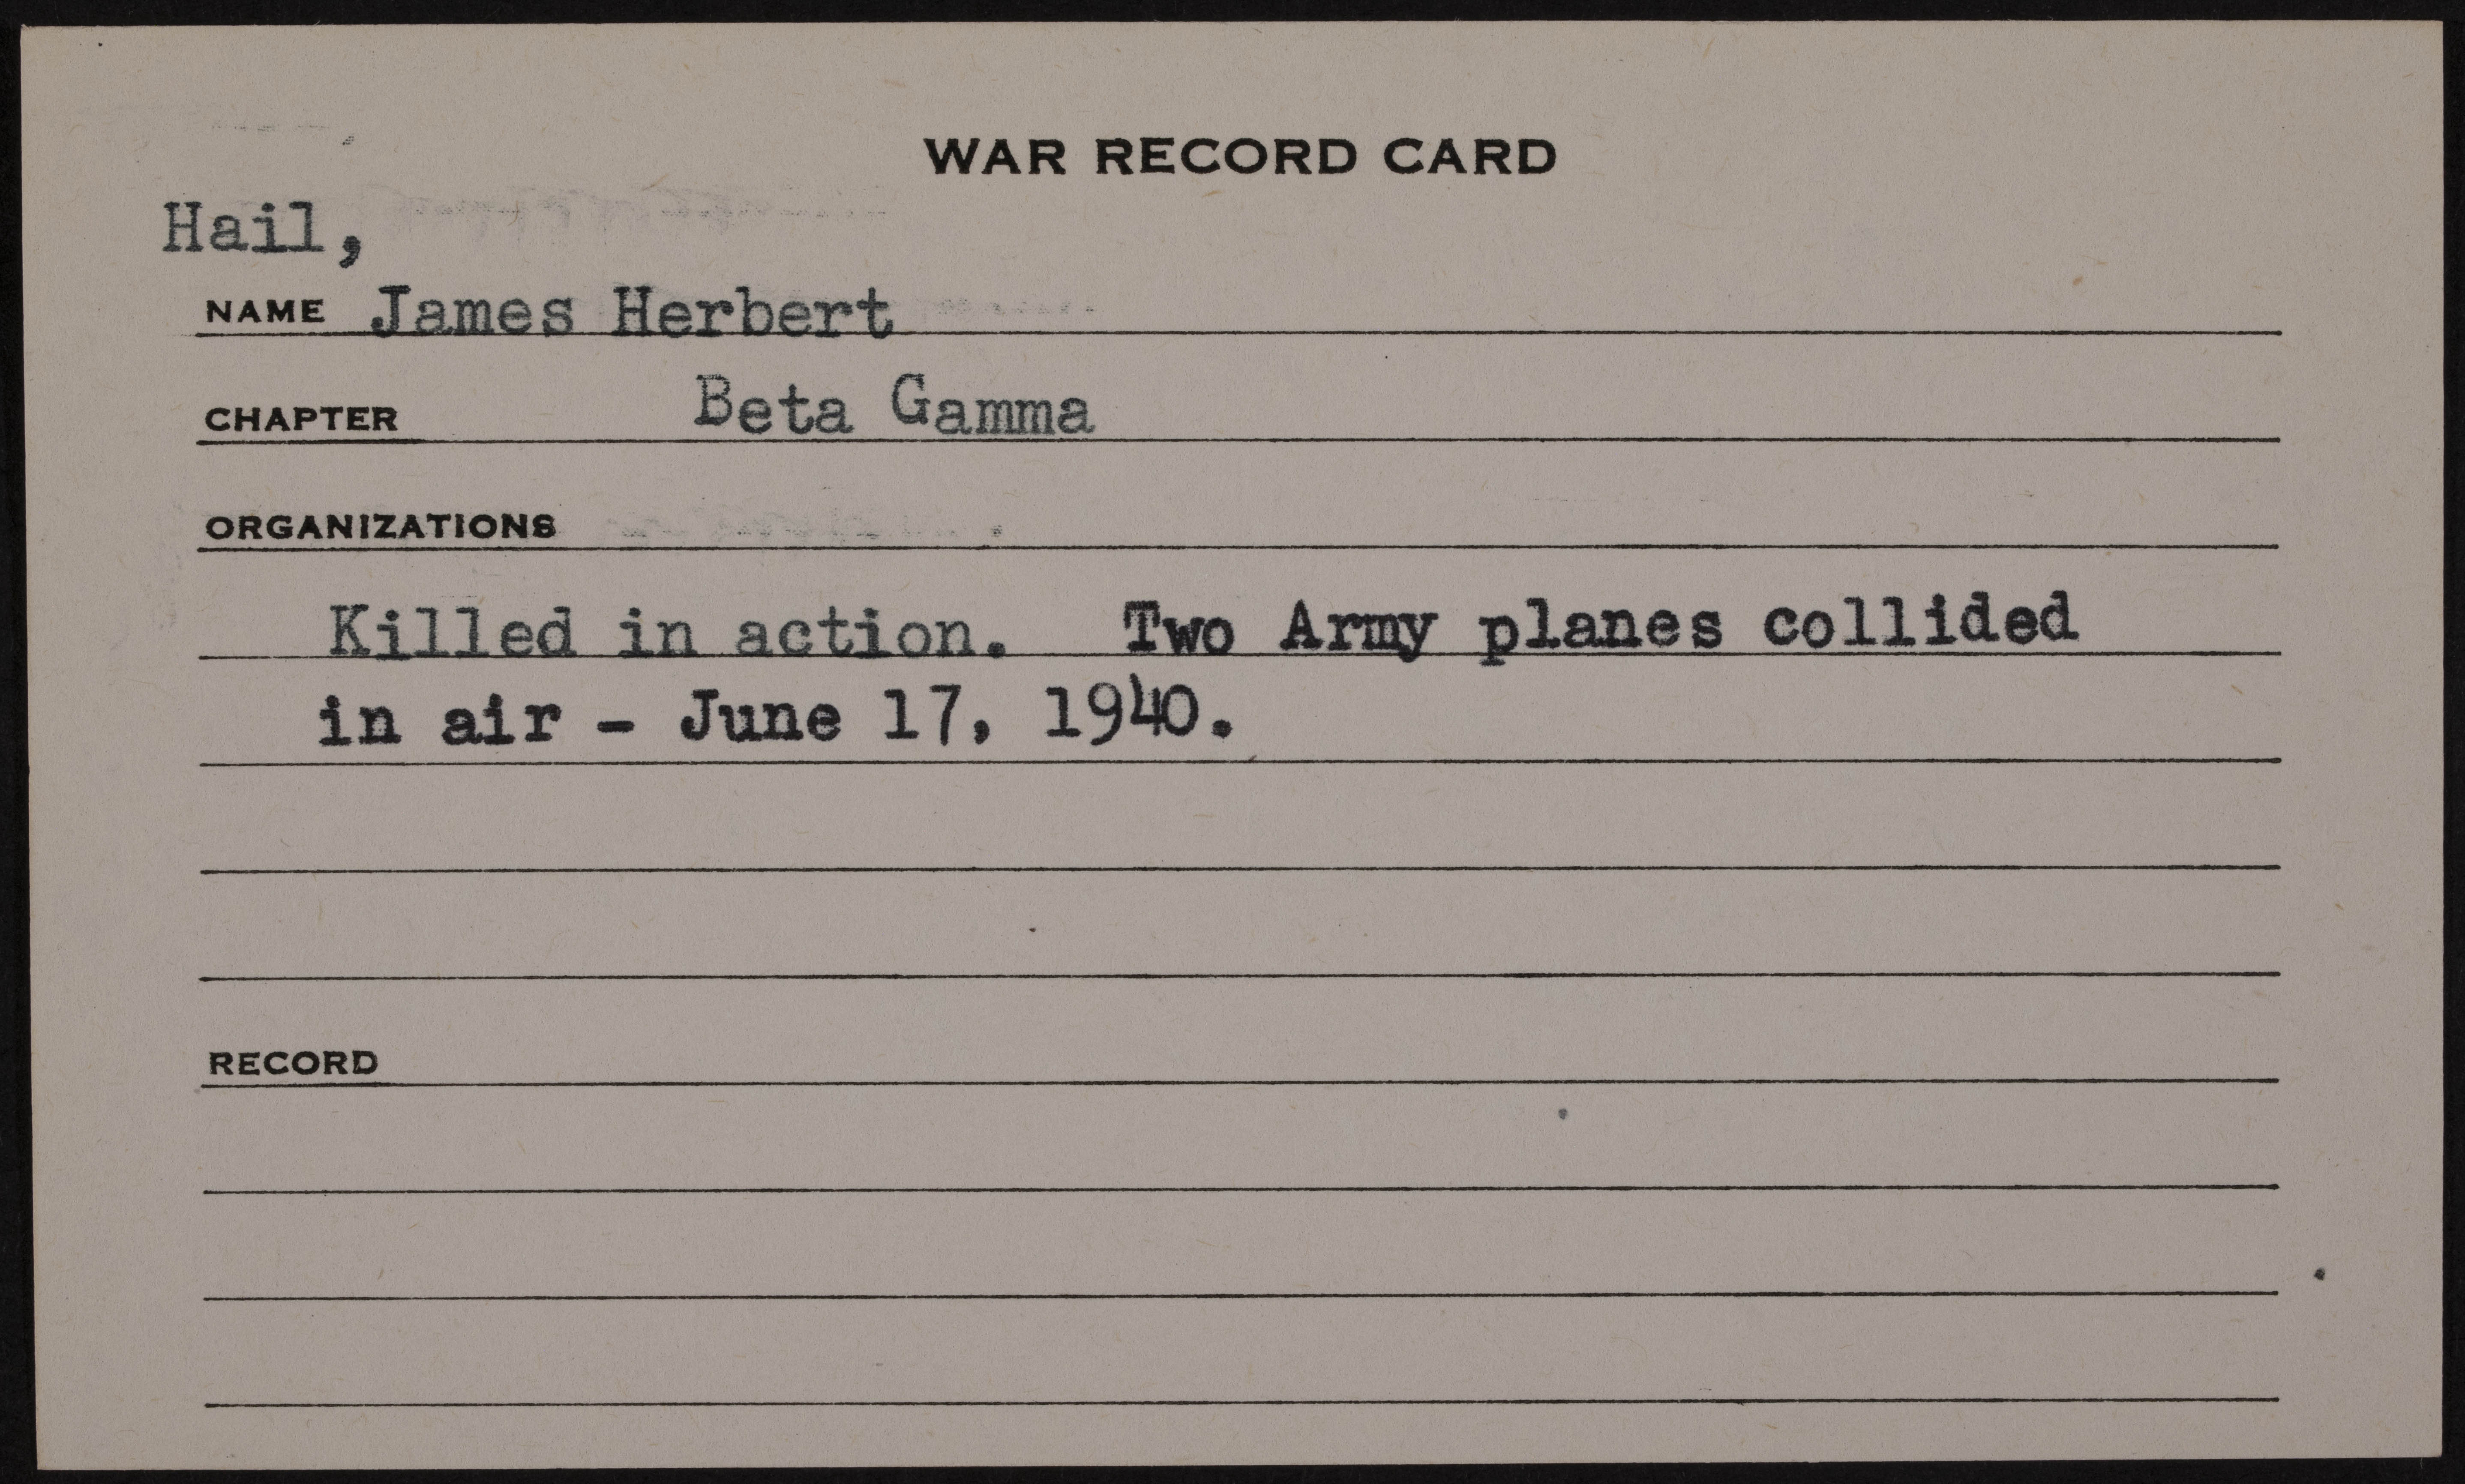 WAR RECORD CARD
Hail,
NAME James Herbert
CHAPTER Beta Gamma
ORGANIZATIONS
Killed in action. Two Army planes collided
in air - June 17, 1940.
RECORD